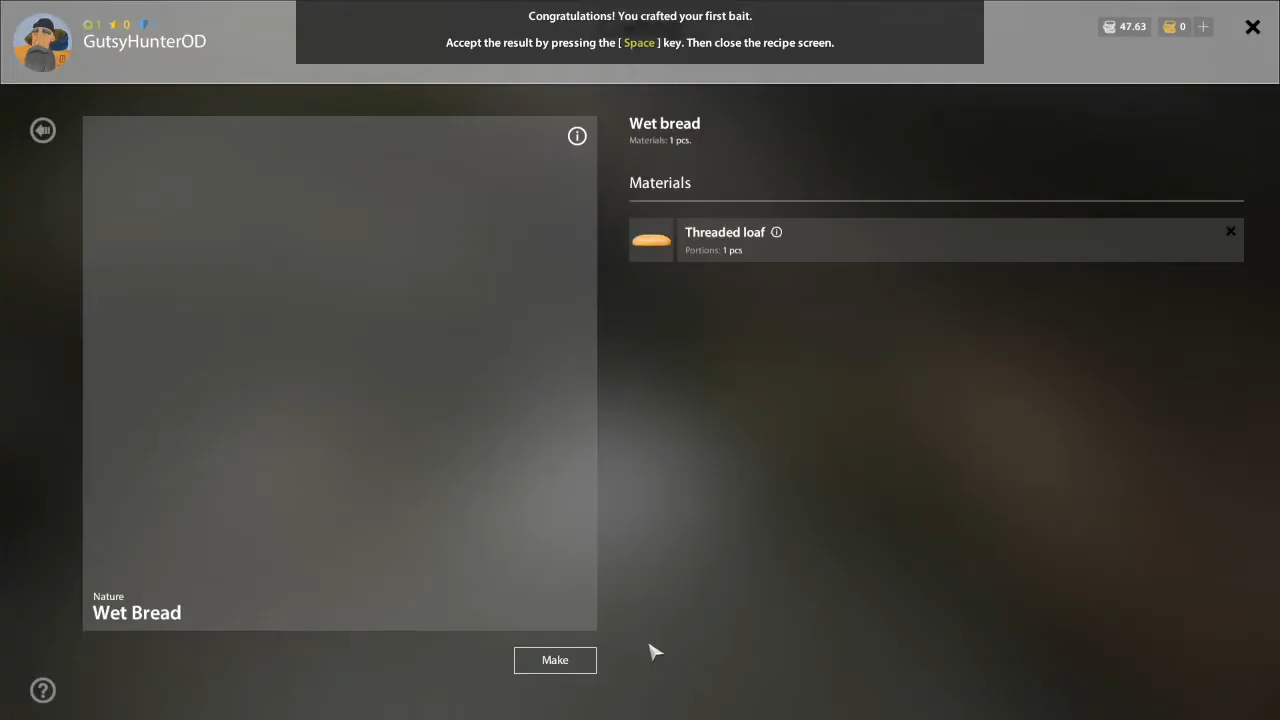 Congratulations! You crafted your first bait.
Accept the result by pressing the [ Space ] key. Then close the recipe screen.
1 0
GutsyHunterOD
47.63
0
Wet bread
Materials: 1 pcs.
Materials
Threaded loaf
Portions: 1 pcs
Nature
Wet Bread
Make